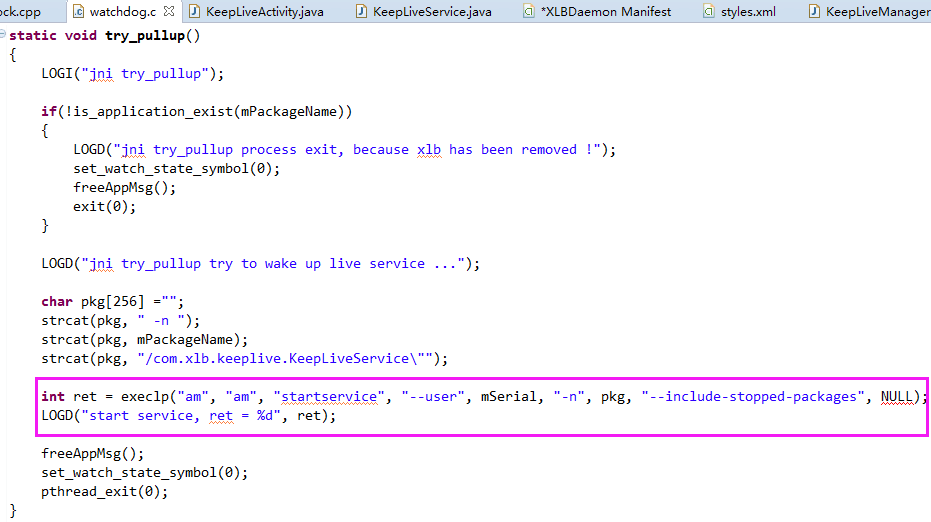 ock.cpp watchdog.c KeepLiveActivity.java KeepLiveService.java *XLBDaemon Manifest styles.xml KeepLiveManager
static void try_pullup()
{
    LOGI("jni try_pullup");
    if(!is_application_exist(mPackageName))
    {
        LOGD("jni try_pullup process exit, because xlb has been removed !");
        set_watch_state_symbol(0);
        freeAppMsg();
        exit(0);
    }
    LOGD("jni try_pullup try to wake up live service ...");
    char pkg[256] ="";
    strcat(pkg, " -n ");
    strcat(pkg, mPackageName);
    strcat(pkg, "/com.xlb.keeplive.KeepLiveService\"");
    int ret = execlp("am", "am", "startservice", "--user", mSerial, "-n", pkg, "--include-stopped-packages", NULL);
    LOGD("start service, ret = %d", ret);
    freeAppMsg();
    set_watch_state_symbol(0);
    pthread_exit(0);
}